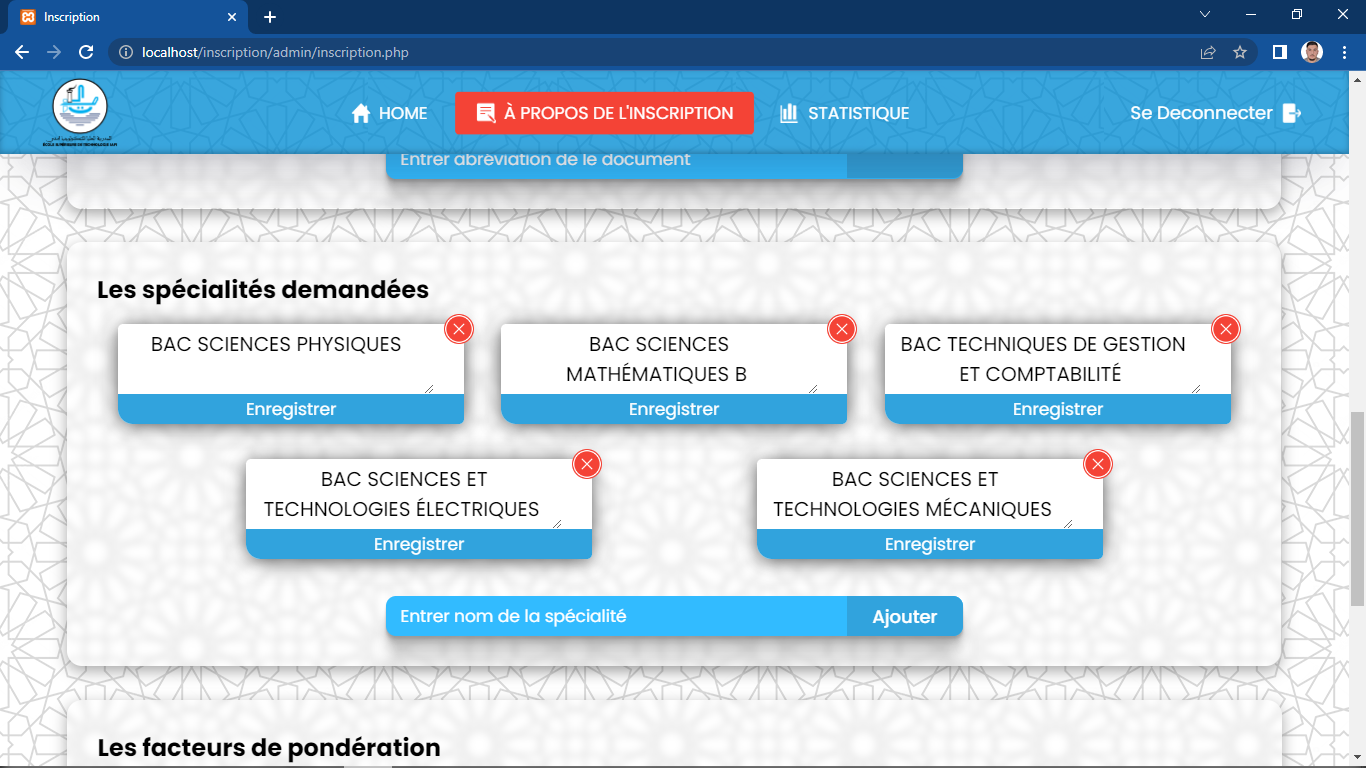 Inscription
localhost/inscription/admin/inscription.php
HOME
À PROPOS DE L'INSCRIPTION
STATISTIQUE
Se Deconnecter
Entrer abréviation de le document
Les spécialités demandées
BAC SCIENCES PHYSIQUES
Enregistrer
BAC SCIENCES
MATHÉMATIQUES B
Enregistrer
BAC TECHNIQUES DE GESTION
ET COMPTABILITÉ
Enregistrer
BAC SCIENCES ET
TECHNOLOGIES ÉLECTRIQUES
Enregistrer
BAC SCIENCES ET
TECHNOLOGIES MÉCANIQUES
Enregistrer
Entrer nom de la spécialité
Ajouter
Les facteurs de pondération